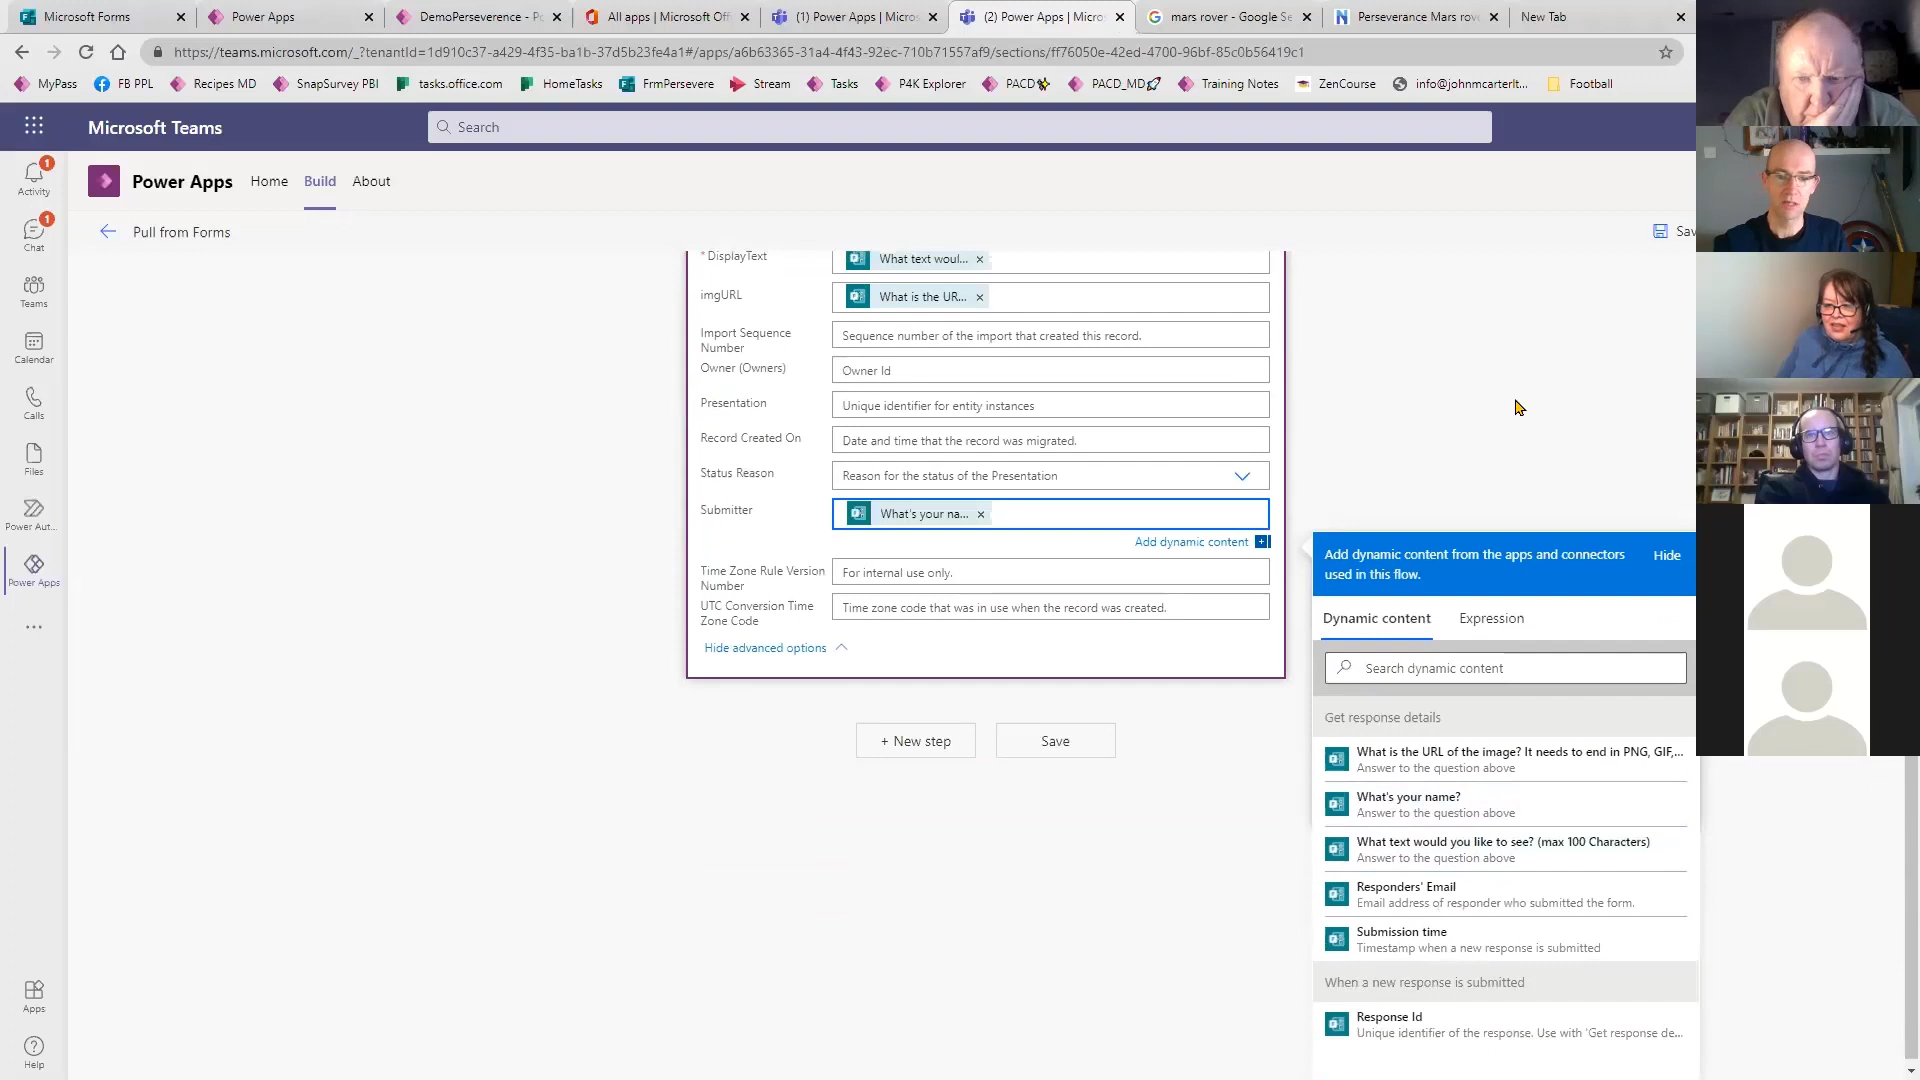 Microsoft Forms
Power Apps
DemoPerseverence - P
All apps | Microsoft Off
(1) Power Apps | Micros
(2) Power Apps | Micros
mars rover - Google Se
Perseverance Mars rov
New Tab
https://teams.microsoft.com/_?tenantId=1d910c37-a429-4f35-ba1b-37d5b23fe4a1#/apps/a6b63365-31a4-4f43-92ec-710b71557af9/sections/ff76050e-42ed-4700-96bf-85c0b56419c1
MyPass
FB PPL
Recipes MD
SnapSurvey PBI
tasks.office.com
HomeTasks
FrmPersevere
Stream
Tasks
P4K Explorer
PACD
PACD_MD
Training Notes
ZenCourse
info@johnmcarterlt...
Football
Microsoft Teams
Search
Power Apps
Home
Build
About
Pull from Forms
Sav
1
Activity
1
Chat
Teams
Calendar
Calls
Files
Power Aut...
Power Apps
...
Apps
Help
* DisplayText
What text woul... ×
imgURL
What is the UR... ×
Import Sequence
Number
Sequence number of the import that created this record.
Owner (Owners)
Owner Id
Presentation
Unique identifier for entity instances
Record Created On
Date and time that the record was migrated.
Status Reason
Reason for the status of the Presentation
Submitter
What's your na... ×
Add dynamic content
Time Zone Rule Version
Number
For internal use only.
UTC Conversion Time
Zone Code
Time zone code that was in use when the record was created.
Hide advanced options
+ New step
Save
Add dynamic content from the apps and connectors
used in this flow.
Hide
Dynamic content
Expression
Search dynamic content
Get response details
What is the URL of the image? It needs to end in PNG, GIF,...
Answer to the question above
What's your name?
Answer to the question above
What text would you like to see? (max 100 Characters)
Answer to the question above
Responders' Email
Email address of responder who submitted the form.
Submission time
Timestamp when a new response is submitted
When a new response is submitted
Response Id
Unique identifier of the response. Use with 'Get response de...